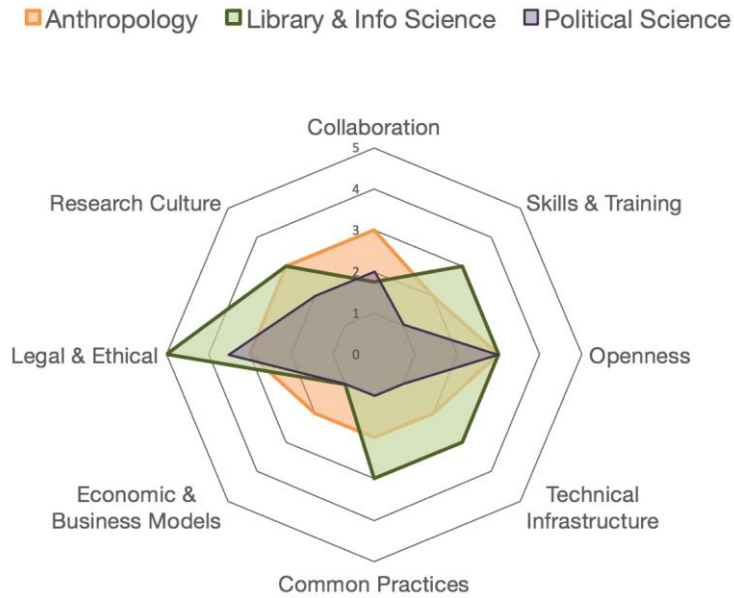 Anthropology Library & Info Science Political Science
Collaboration
5
4
3
2
1
0
Research Culture
Skills & Training
Legal & Ethical
Openness
Economic &
Business Models
Technical
Infrastructure
Common Practices